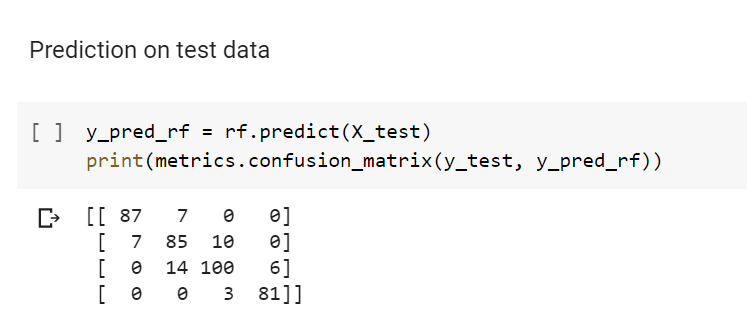 Prediction on test data
[ ] y_pred_rf = rf.predict(X_test)
print(metrics.confusion_matrix(y_test, y_pred_rf))
[[ 87 7 0 0]
[ 7 85 10 0]
[ 0 14 100 6]
[ 0 0 3 81]]